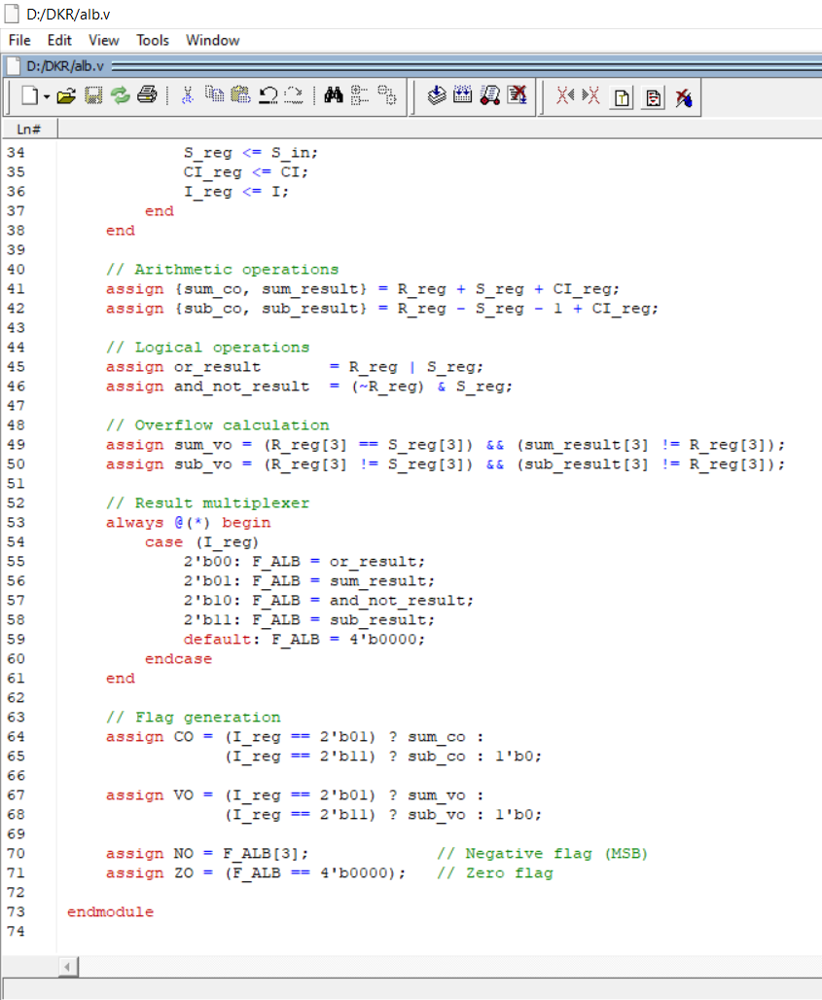 D:/DKR/alb.v
File Edit View Tools Window
D:/DKR/alb.v
Ln#
34 S_reg <= S_in;
35 CI_reg <= CI;
36 I_reg <= I;
37 end
38 end
39
40 // Arithmetic operations
41 assign {sum_co, sum_result} = R_reg + S_reg + CI_reg;
42 assign {sub_co, sub_result} = R_reg - S_reg - 1 + CI_reg;
43
44 // Logical operations
45 assign or_result       = R_reg | S_reg;
46 assign and_not_result  = (~R_reg) & S_reg;
47
48 // Overflow calculation
49 assign sum_vo = (R_reg[3] == S_reg[3]) && (sum_result[3] != R_reg[3]);
50 assign sub_vo = (R_reg[3] != S_reg[3]) && (sub_result[3] != R_reg[3]);
51
52 // Result multiplexer
53 always @(*) begin
54 case (I_reg)
55 2'b00: F_ALB = or_result;
56 2'b01: F_ALB = sum_result;
57 2'b10: F_ALB = and_not_result;
58 2'b11: F_ALB = sub_result;
59 default: F_ALB = 4'b0000;
60 endcase
61 end
62
63 // Flag generation
64 assign CO = (I_reg == 2'b01) ? sum_co :
65 (I_reg == 2'b11) ? sub_co : 1'b0;
66
67 assign VO = (I_reg == 2'b01) ? sum_vo :
68 (I_reg == 2'b11) ? sub_vo : 1'b0;
69
70 assign NO = F_ALB[3];             // Negative flag (MSB)
71 assign ZO = (F_ALB == 4'b0000);   // Zero flag
72
73 endmodule
74